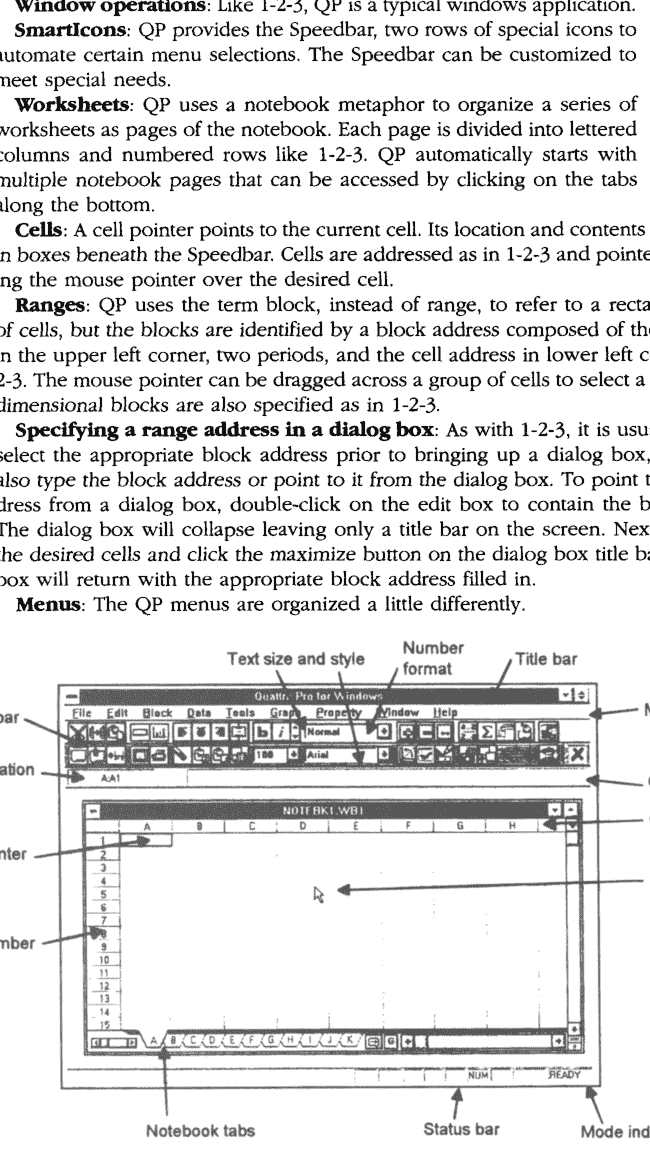 Window operations: Like 1-2-3, QP is a typical windows application.
SmartIcons: QP provides the Speedbar, two rows of special icons to
automate certain menu selections. The Speedbar can be customized to
meet special needs.
Worksheets: QP uses a notebook metaphor to organize a series of
worksheets as pages of the notebook. Each page is divided into lettered
columns and numbered rows like 1-2-3. QP automatically starts with
multiple notebook pages that can be accessed by clicking on the tabs
along the bottom.
Cells: A cell pointer points to the current cell. Its location and contents
n boxes beneath the Speedbar. Cells are addressed as in 1-2-3 and pointe
ng the mouse pointer over the desired cell.
Ranges: QP uses the term block, instead of range, to refer to a recta
of cells, but the blocks are identified by a block address composed of the
n the upper left corner, two periods, and the cell address in lower left c
2-3. The mouse pointer can be dragged across a group of cells to select a
dimensional blocks are also specified as in 1-2-3.
Specifying a range address in a dialog box: As with 1-2-3, it is usu
select the appropriate block address prior to bringing up a dialog box,
also type the block address or point to it from the dialog box. To point t
dress from a dialog box, double-click on the edit box to contain the b
The dialog box will collapse leaving only a title bar on the screen. Nex
the desired cells and click the maximize button on the dialog box title ba
box will return with the appropriate block address filled in.
Menus: The QP menus are organized a little differently.
Text size and style
Number
format
Title bar
Quattro Pro for Windows
File Edit Block Data Tools Graph Property Window Help
bar
Normal
180 Arial
ation
A:A1
NOTEBK1.WB1
A B C D E F G H
nter
1
2
3
4
5
6
7
mber
8
9
10
11
12
13
14
15
A B C D E F G H I J K G
NUM READY
Notebook tabs
Status bar
Mode ind